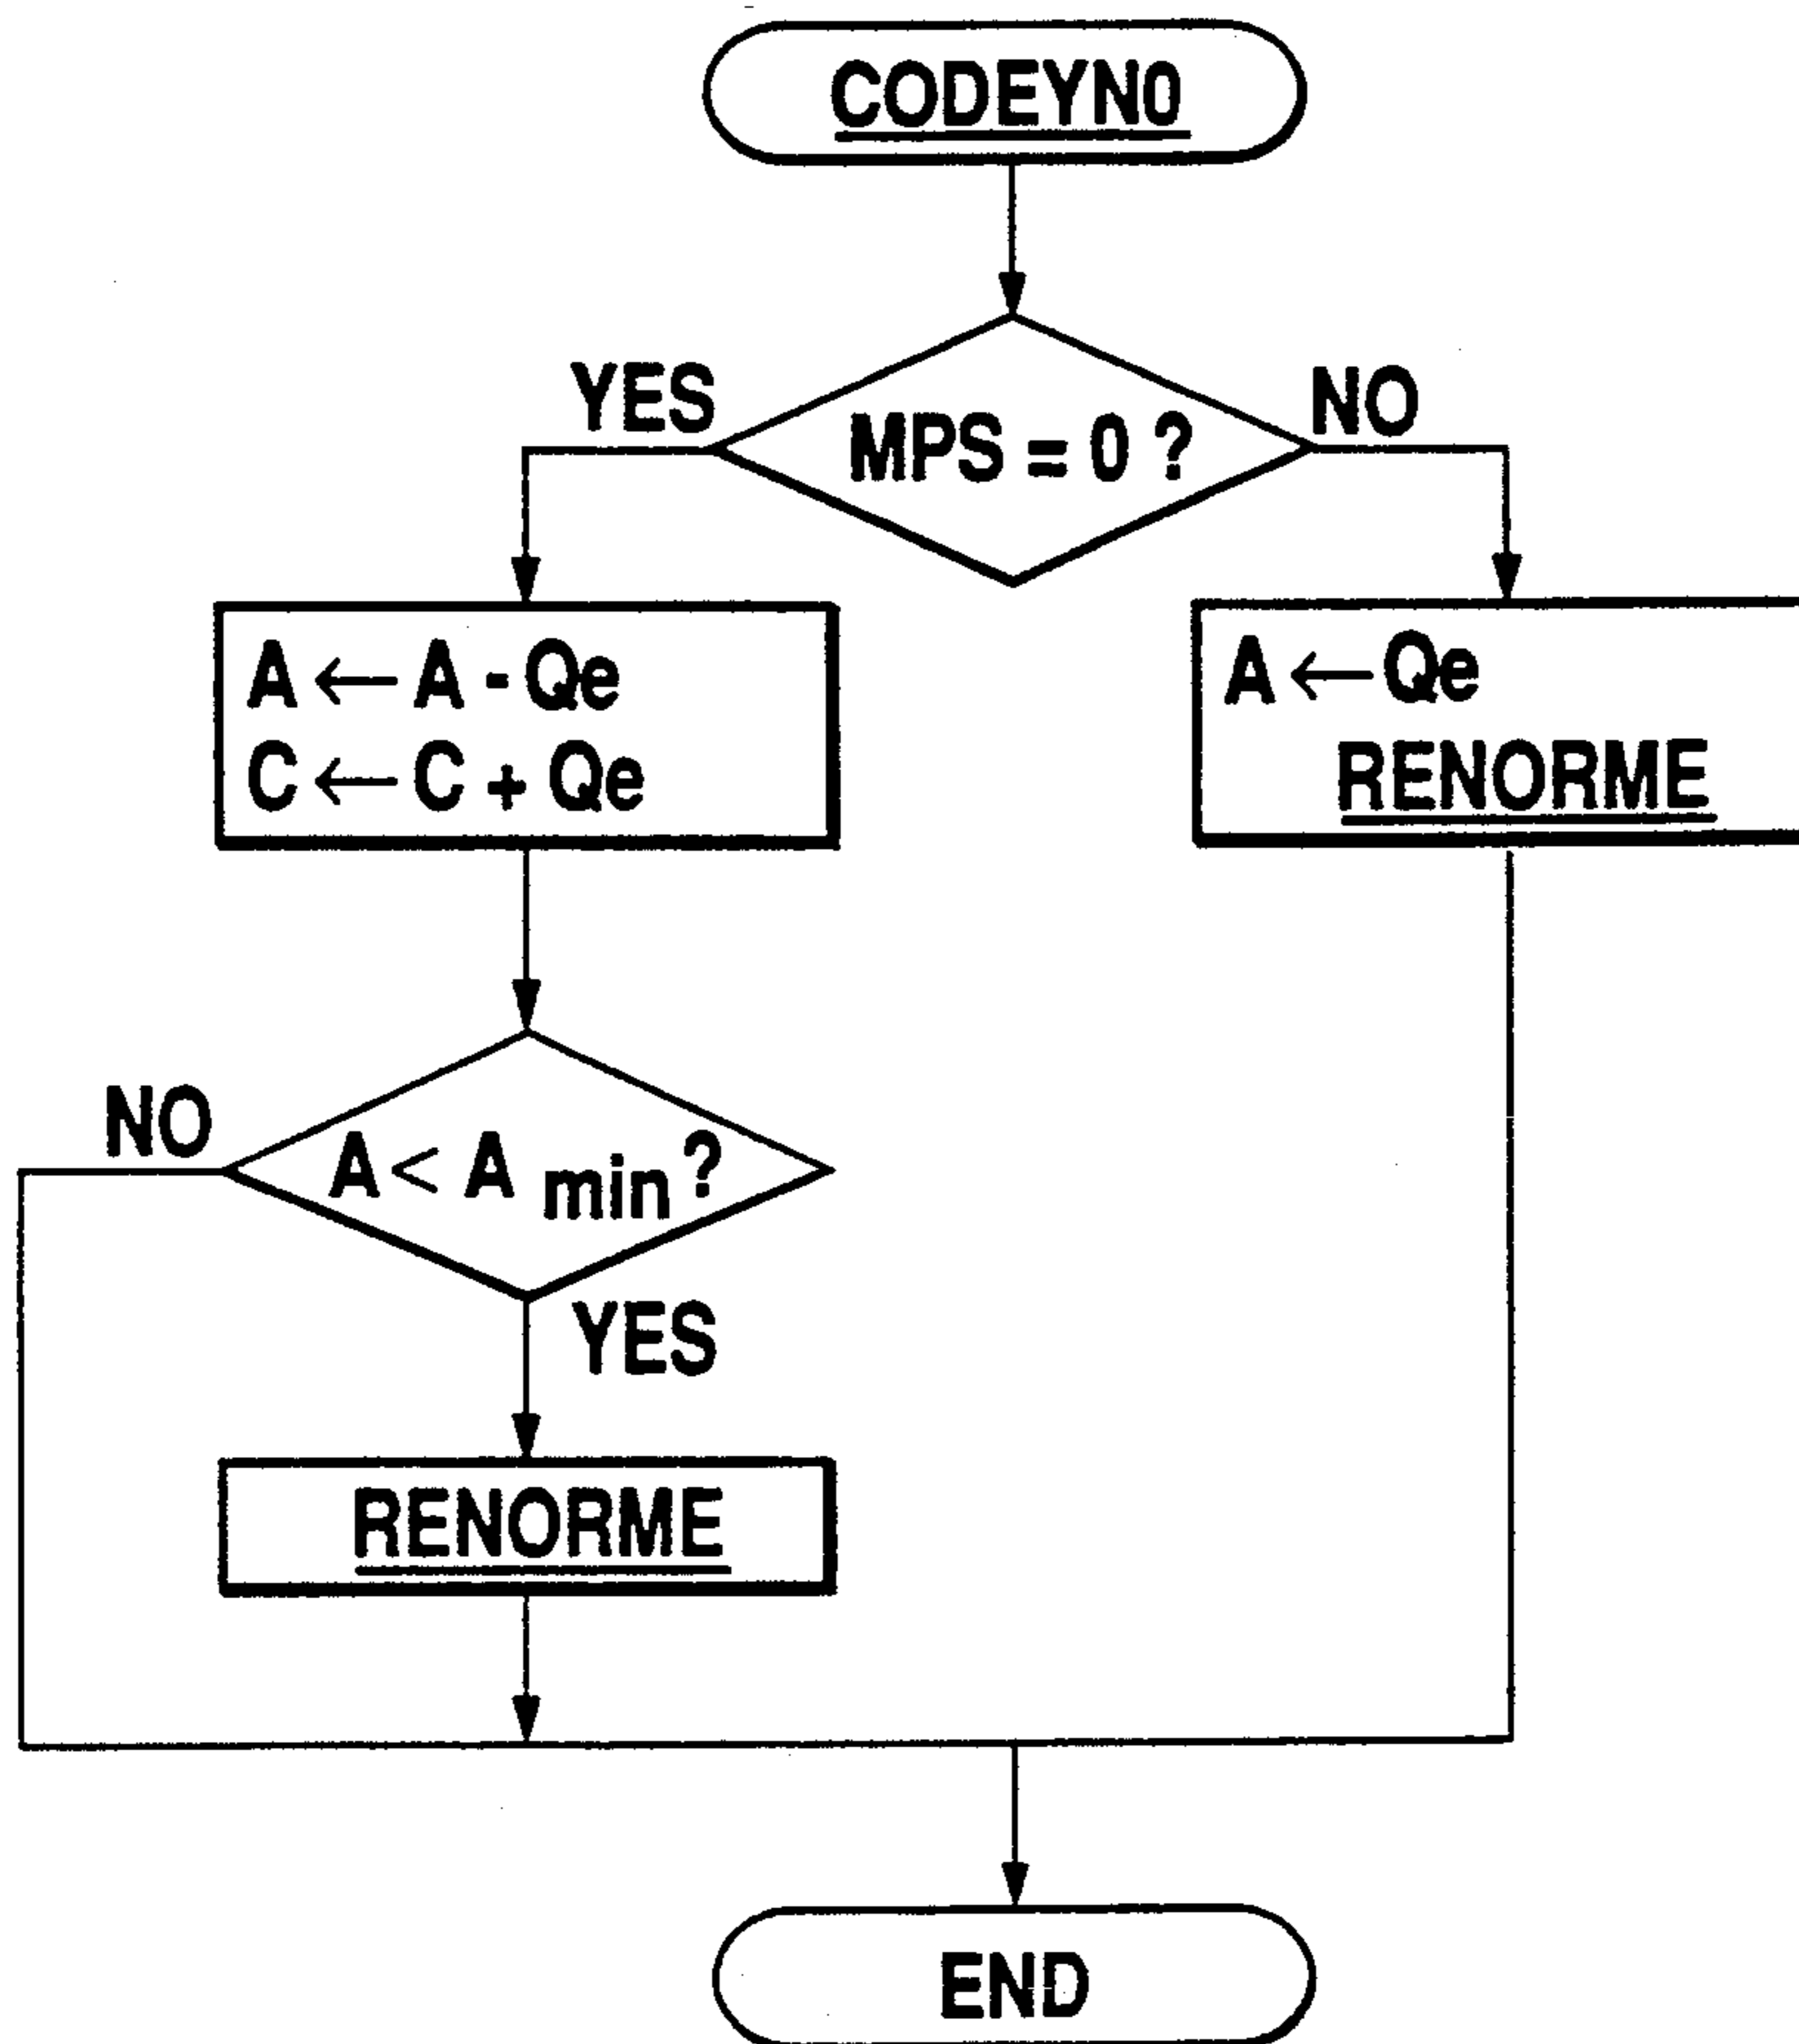 CODEYN0
YES
MPS = 0 ?
NO
A ← A - Qe
C ← C + Qe
A ← Qe
RENORME
NO
A < A min ?
YES
RENORME
END